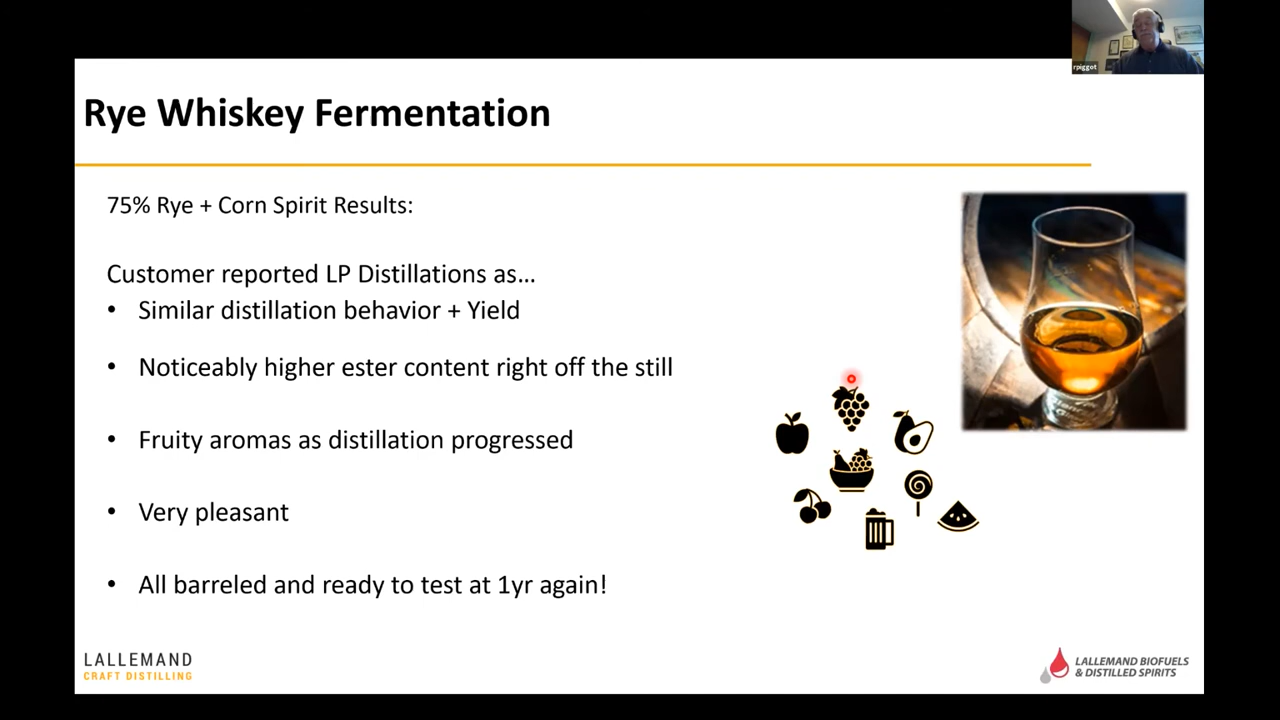 rpiggot
Rye Whiskey Fermentation
75% Rye + Corn Spirit Results:
Customer reported LP Distillations as…
• Similar distillation behavior + Yield
• Noticeably higher ester content right off the still
• Fruity aromas as distillation progressed
• Very pleasant
• All barreled and ready to test at 1yr again!
LALLEMAND
CRAFT DISTILLING
LALLEMAND BIOFUELS
& DISTILLED SPIRITS